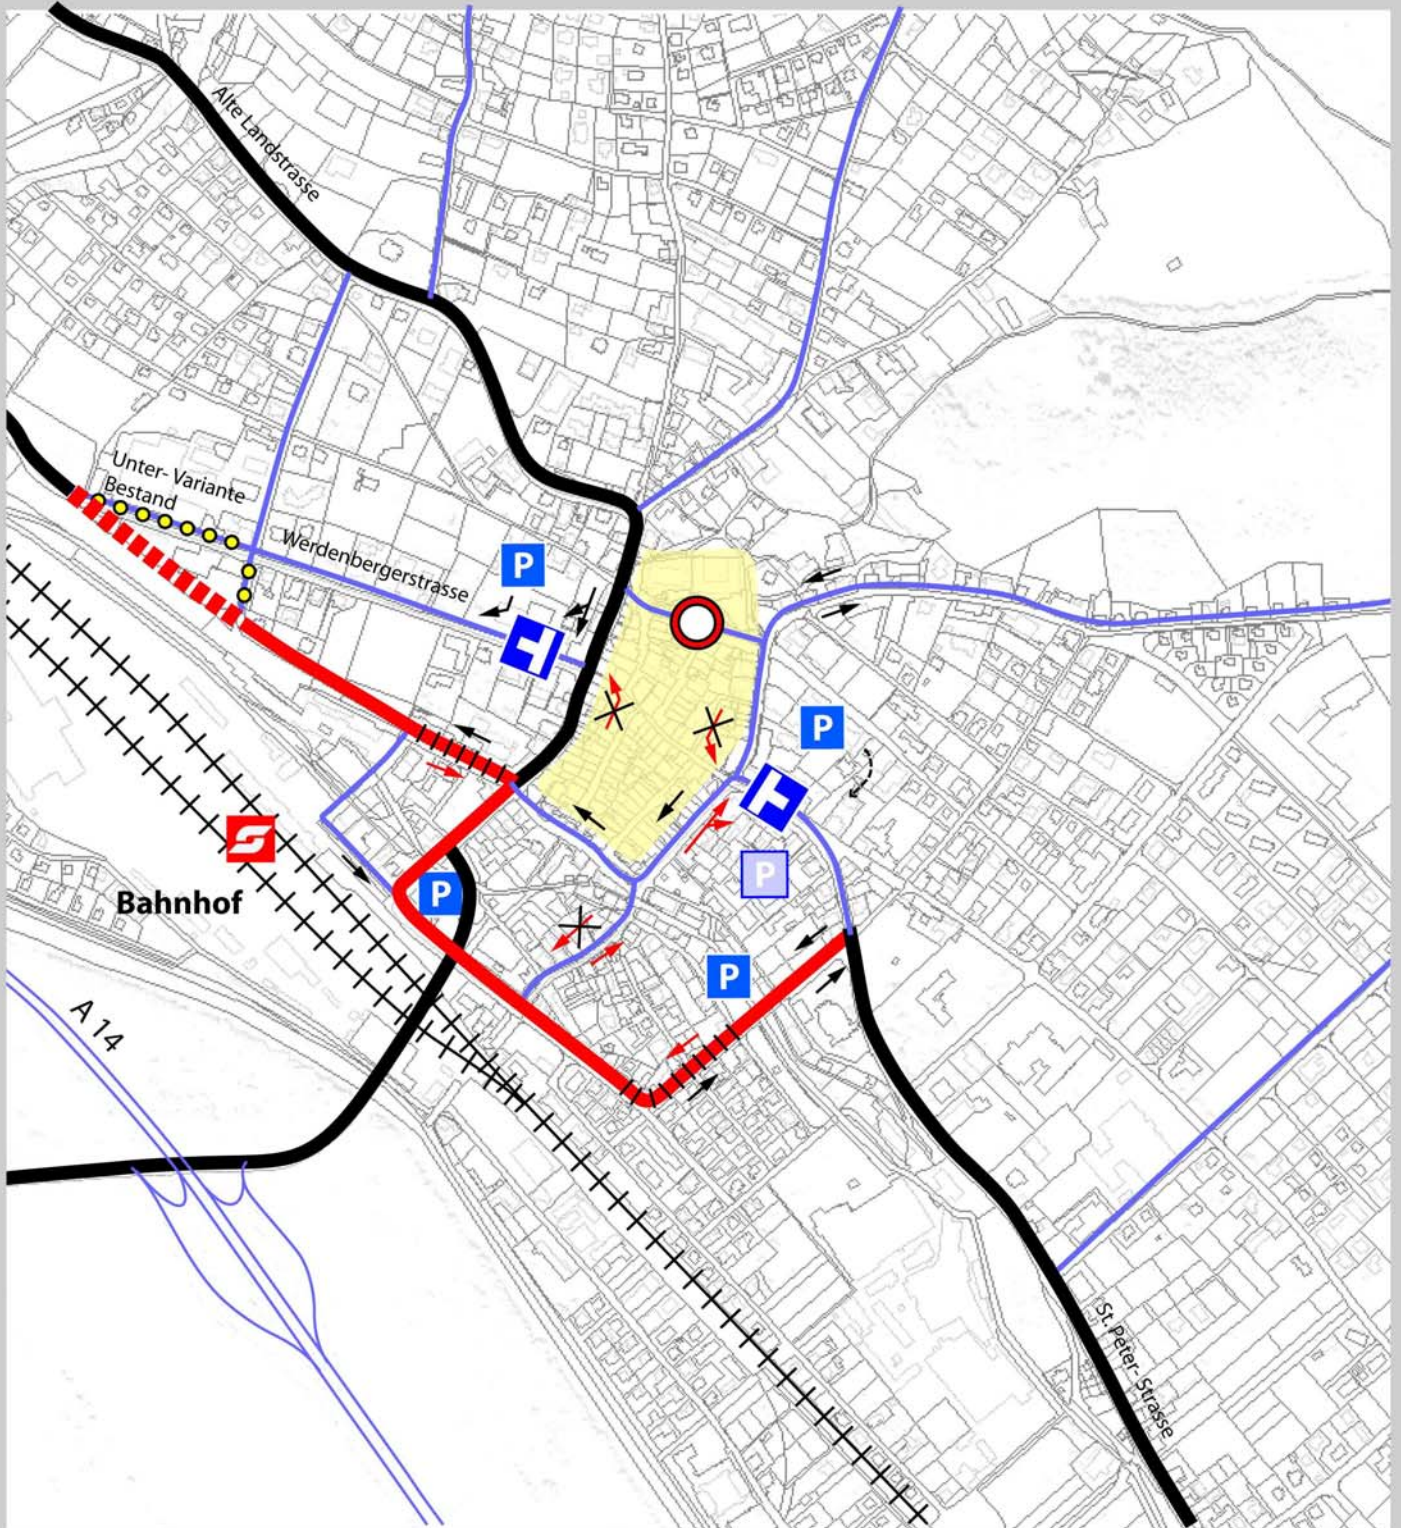 Alte Landstrasse
Unter- Variante
Bestand
Werdenbergerstrasse
P
P
P
P
Bahnhof
P
P
A 14
St. Peter- Strasse